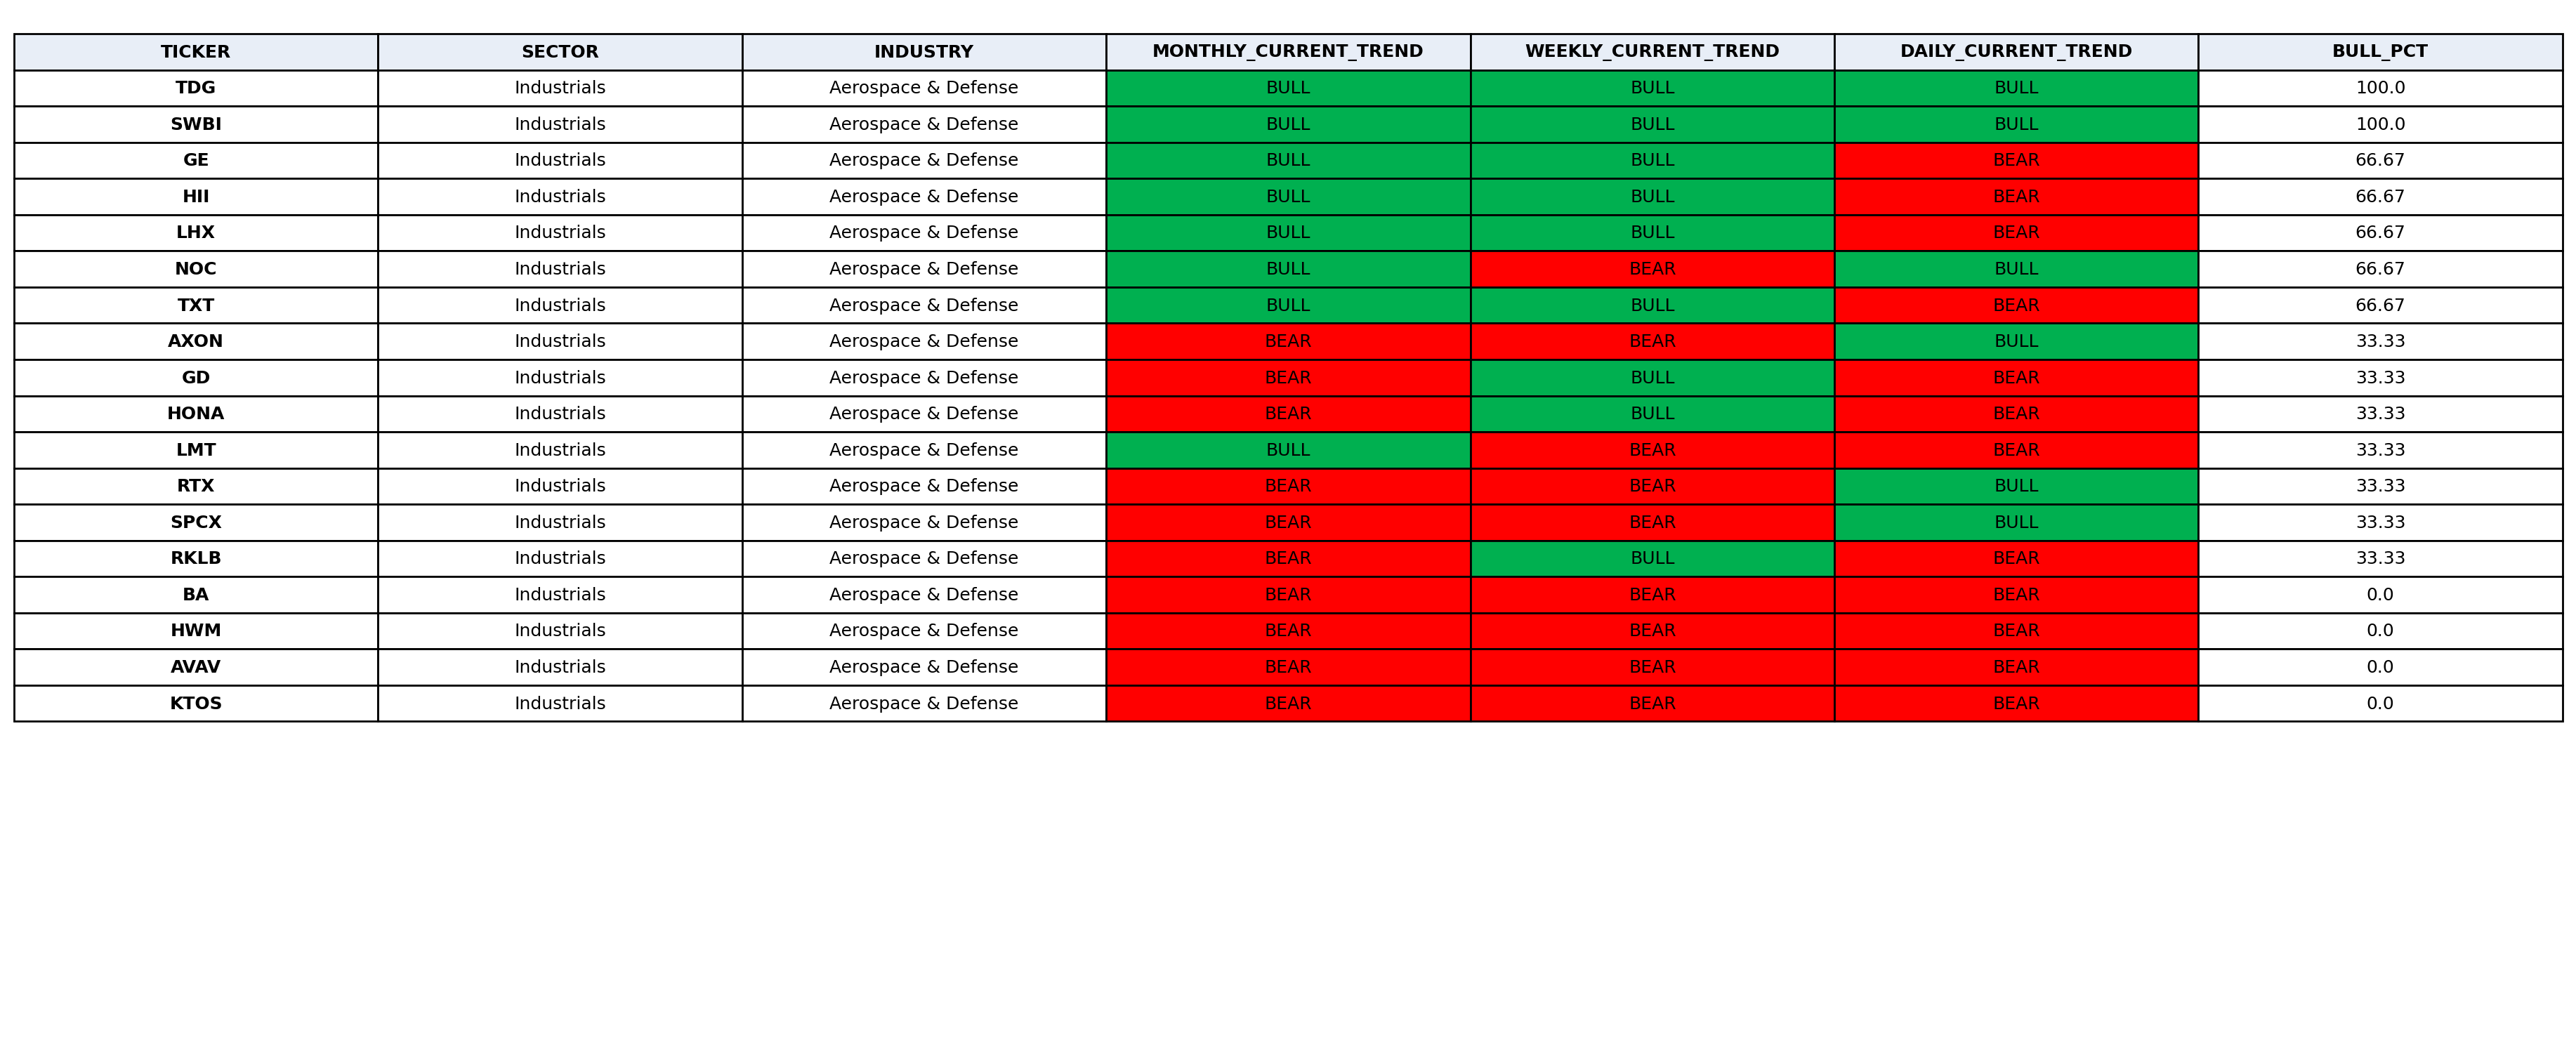 TICKER SECTOR INDUSTRY MONTHLY_CURRENT_TREND WEEKLY_CURRENT_TREND DAILY_CURRENT_TREND BULL_PCT
TDG Industrials Aerospace & Defense BULL BULL BULL 100.0
SWBI Industrials Aerospace & Defense BULL BULL BULL 100.0
GE Industrials Aerospace & Defense BULL BULL BEAR 66.67
HII Industrials Aerospace & Defense BULL BULL BEAR 66.67
LHX Industrials Aerospace & Defense BULL BULL BEAR 66.67
NOC Industrials Aerospace & Defense BULL BEAR BULL 66.67
TXT Industrials Aerospace & Defense BULL BULL BEAR 66.67
AXON Industrials Aerospace & Defense BEAR BEAR BULL 33.33
GD Industrials Aerospace & Defense BEAR BULL BEAR 33.33
HONA Industrials Aerospace & Defense BEAR BULL BEAR 33.33
LMT Industrials Aerospace & Defense BULL BEAR BEAR 33.33
RTX Industrials Aerospace & Defense BEAR BEAR BULL 33.33
SPCX Industrials Aerospace & Defense BEAR BEAR BULL 33.33
RKLB Industrials Aerospace & Defense BEAR BULL BEAR 33.33
BA Industrials Aerospace & Defense BEAR BEAR BEAR 0.0
HWM Industrials Aerospace & Defense BEAR BEAR BEAR 0.0
AVAV Industrials Aerospace & Defense BEAR BEAR BEAR 0.0
KTOS Industrials Aerospace & Defense BEAR BEAR BEAR 0.0